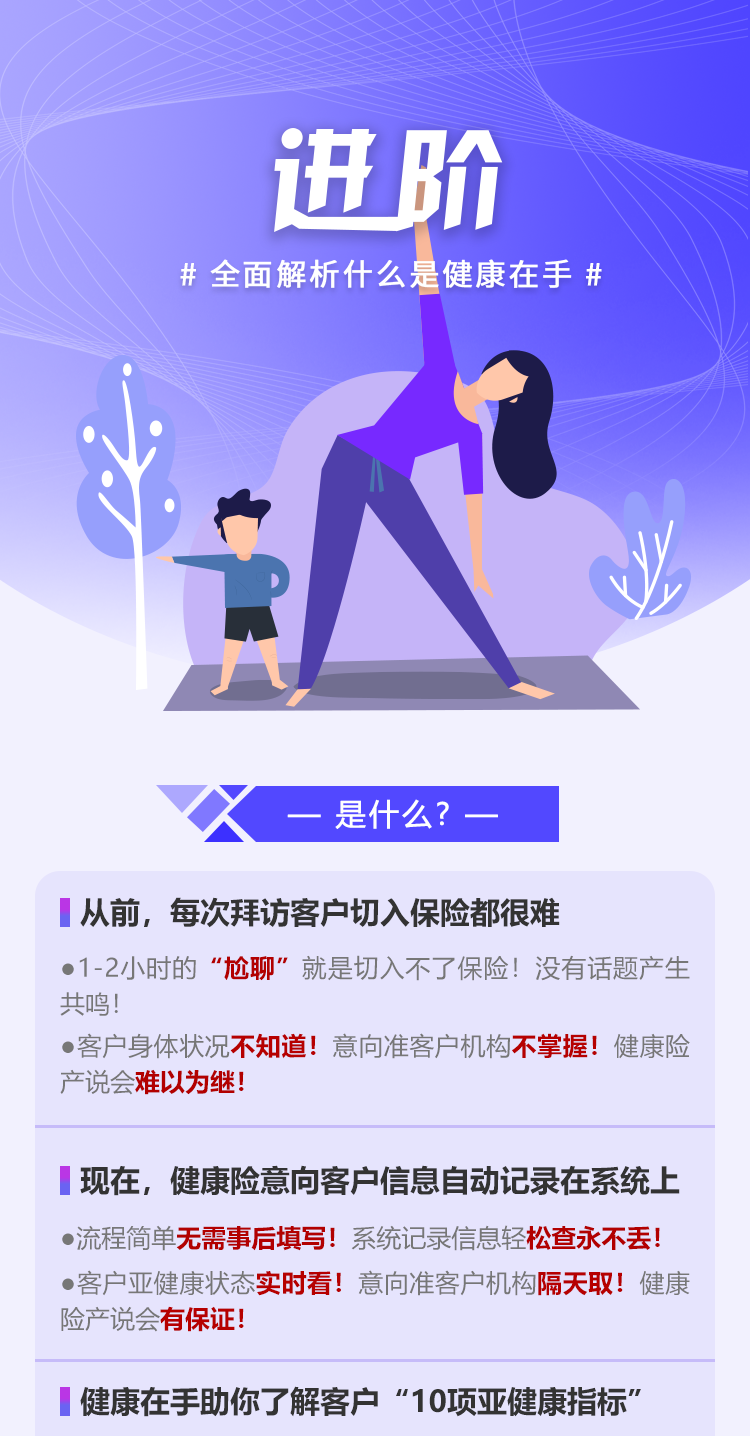 进阶
# 全面解析什么是健康在手 #
— 是什么? —
从前，每次拜访客户切入保险都很难
●1-2小时的“尬聊”就是切入不了保险！没有话题产生
共鸣！
●客户身体状况不知道！意向准客户机构不掌握！健康险
产说会难以为继！
现在，健康险意向客户信息自动记录在系统上
●流程简单无需事后填写！系统记录信息轻松查永不丢！
●客户亚健康状态实时看！意向准客户机构隔天取！健康
险产说会有保证！
健康在手助你了解客户“10项亚健康指标”